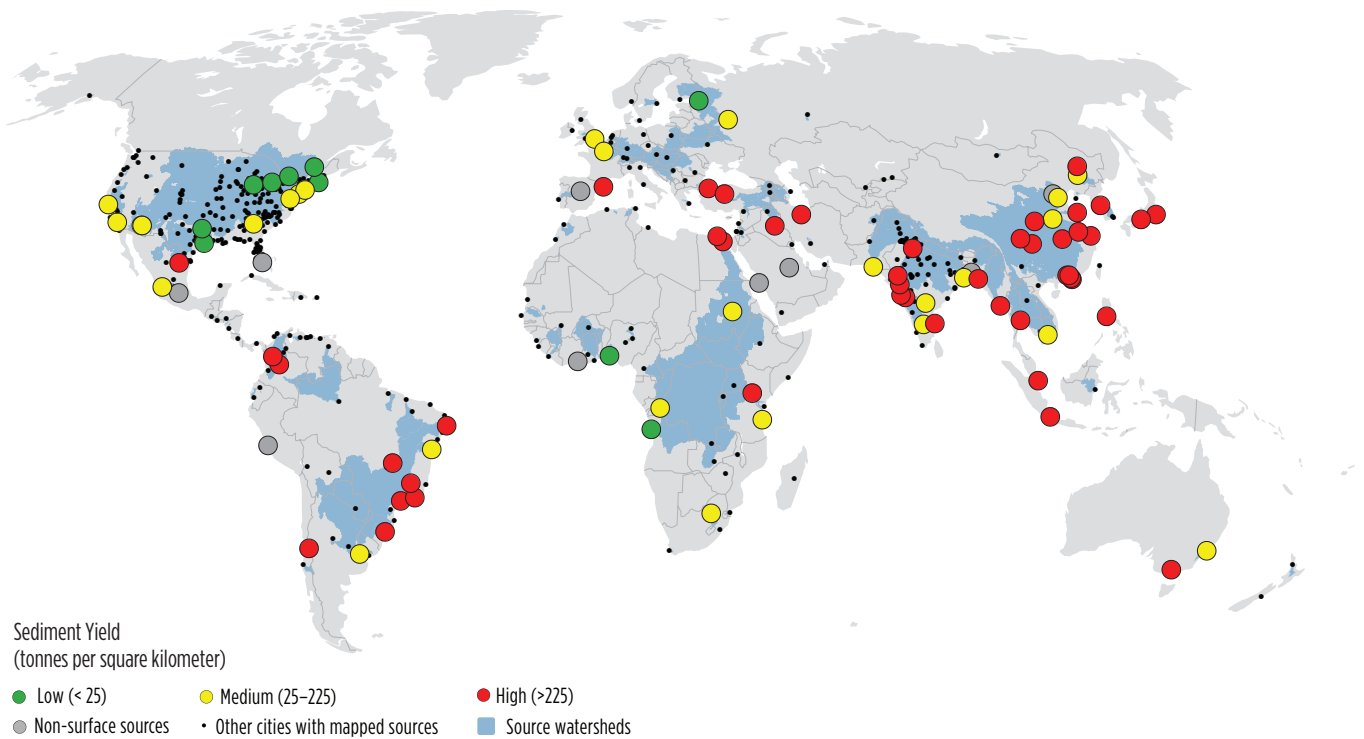 Sediment Yield
(tonnes per square kilometer)
Low (< 25) Medium (25–225) High (>225)
Non-surface sources Other cities with mapped sources Source watersheds